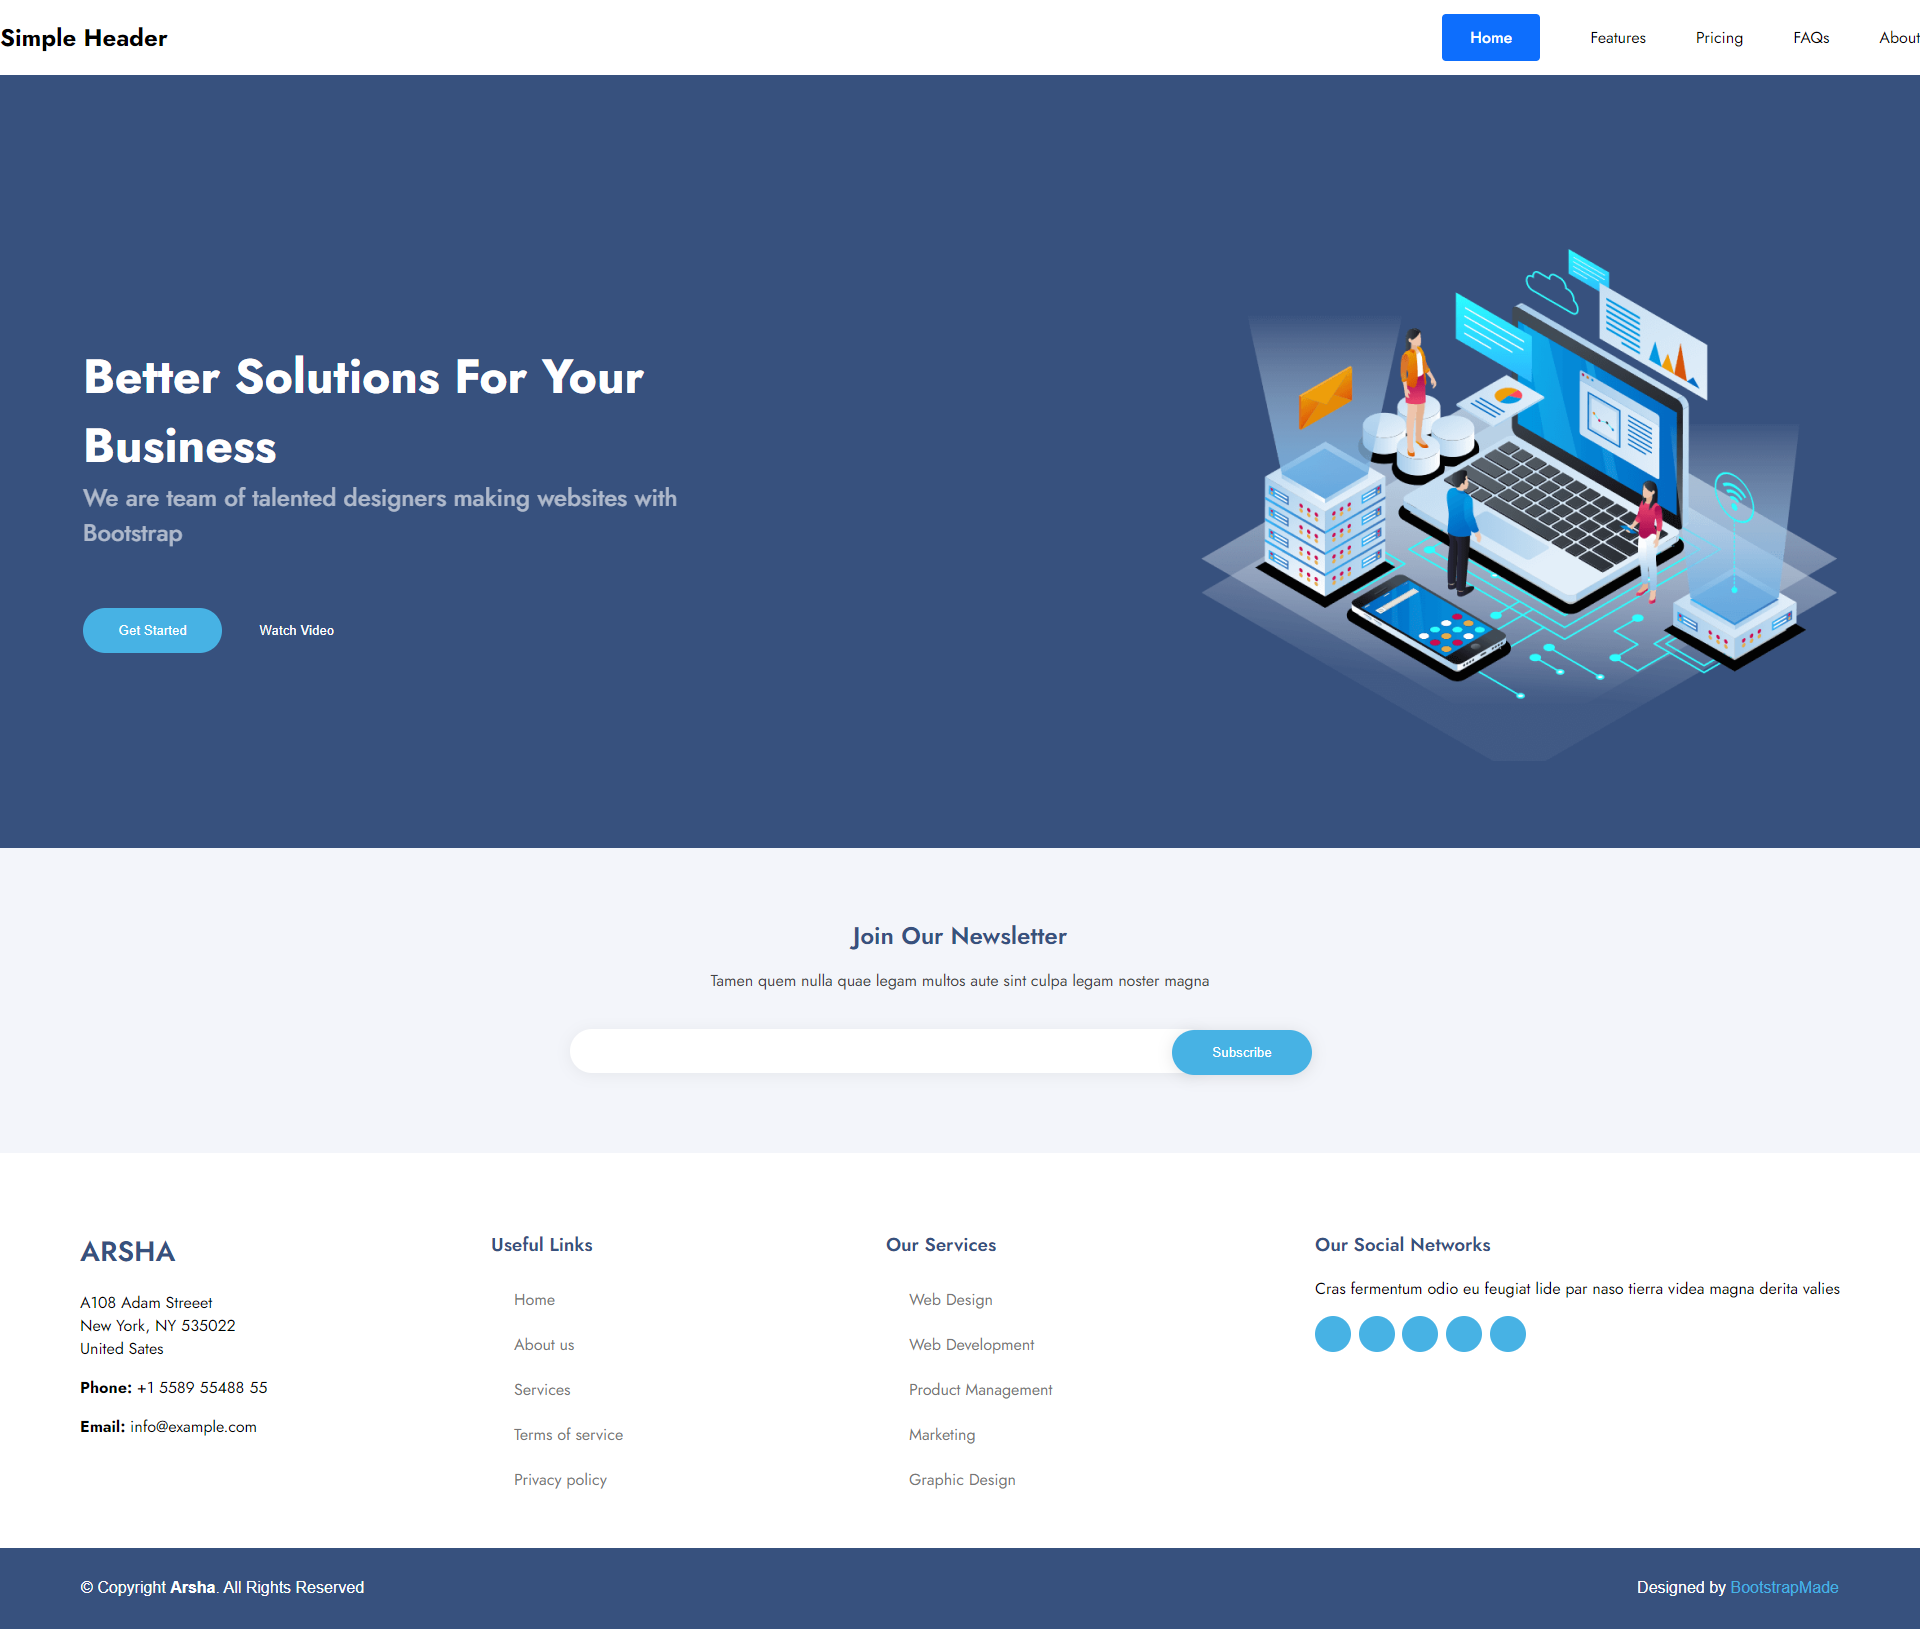 Simple Header
Home Features Pricing FAQs About
Better Solutions For Your
Business
We are team of talented designers making websites with
Bootstrap
Get Started Watch Video
Join Our Newsletter
Tamen quem nulla quae legam multos aute sint culpa legam noster magna
Subscribe
ARSHA
A108 Adam Streeet
New York, NY 535022
United Sates
Phone: +1 5589 55488 55
Email: info@example.com
Useful Links
Home
About us
Services
Terms of service
Privacy policy
Our Services
Web Design
Web Development
Product Management
Marketing
Graphic Design
Our Social Networks
Cras fermentum odio eu feugiat lide par naso tierra videa magna derita valies
© Copyright Arsha. All Rights Reserved
Designed by BootstrapMade